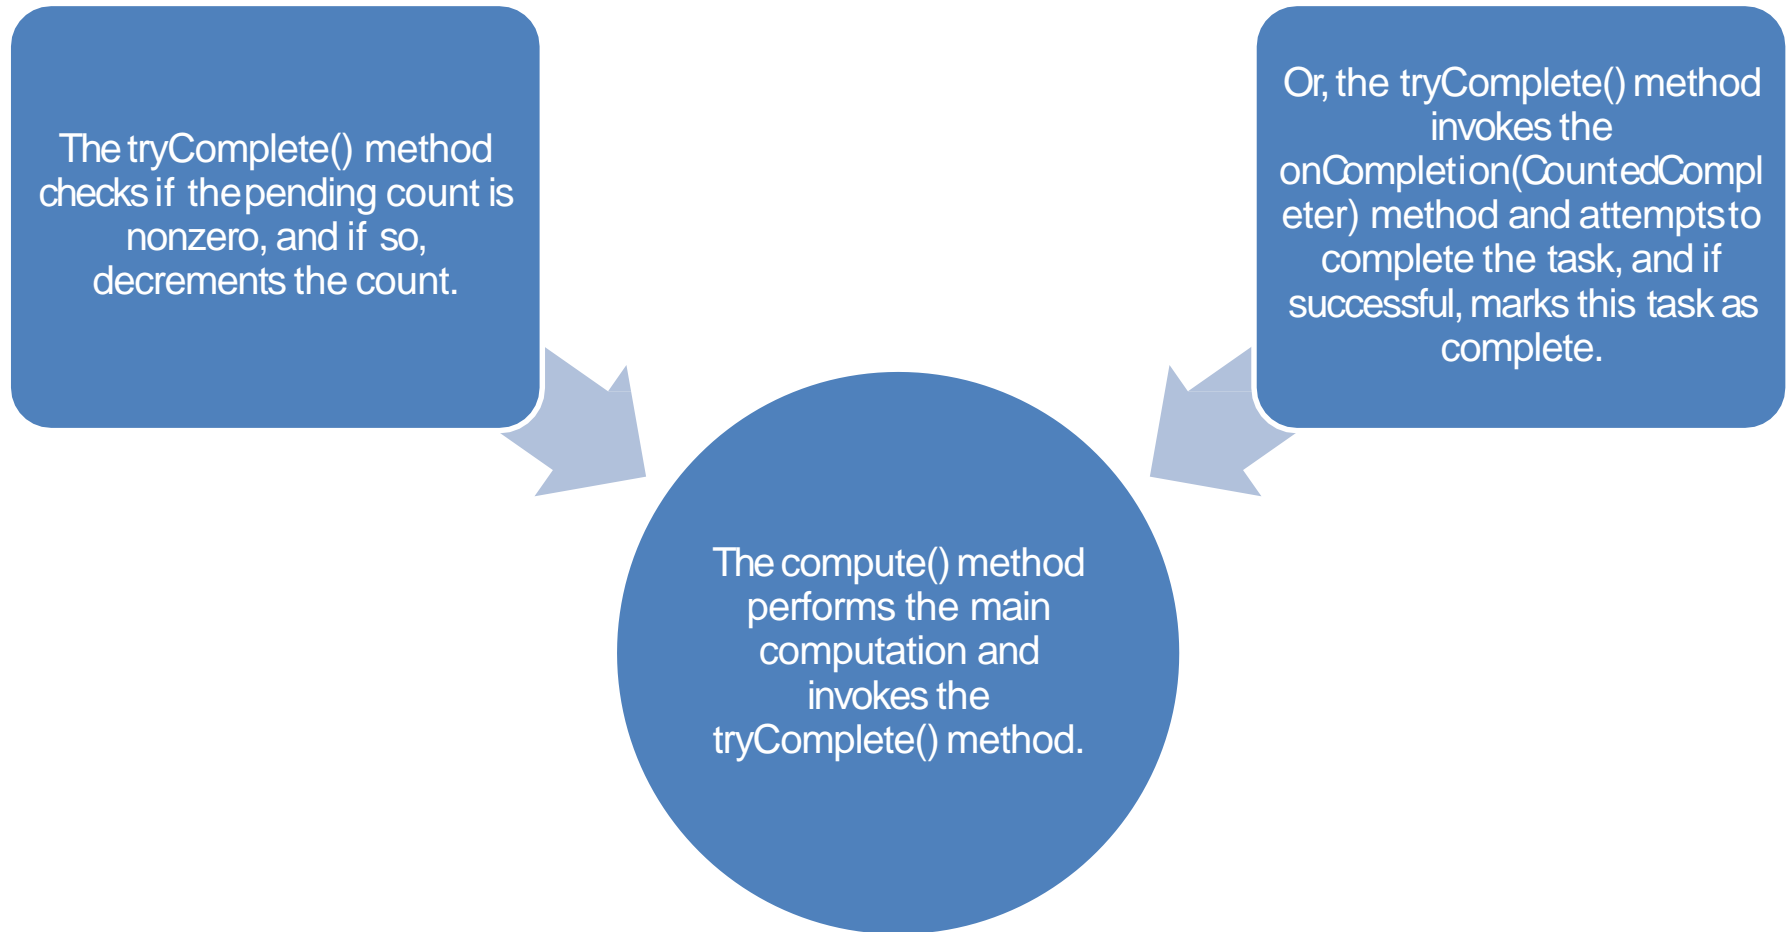 The tryComplete() method
checks if the pending count is
nonzero, and if so,
decrements the count.
Or, the tryComplete() method
invokes the
onCompletion(CountedCompl
eter) method and attempts to
complete the task, and if
successful, marks this task as
complete.
The compute() method
performs the main
computation and
invokes the
tryComplete() method.